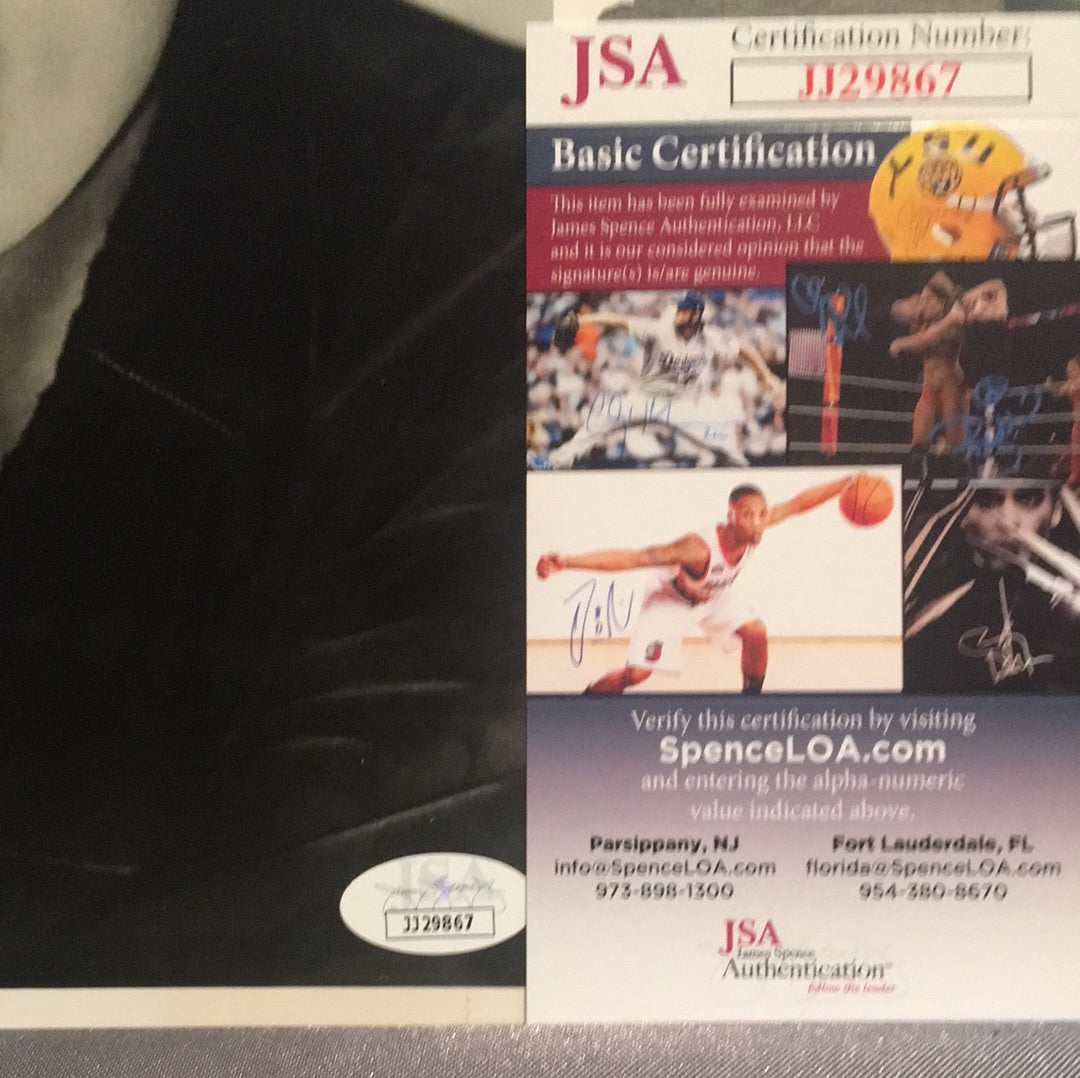 JSA
Certification Number:
JJ29867
Basic Certification
This item has been fully examined by
James Spence Authentication, LLC
and it is our considered opinion that the
signature(s) is/are genuine.
Verify this certification by visiting
SpenceLOA.com
and entering the alpha-numeric
value indicated above.
Parsippany, NJ
info@SpenceLOA.com
973-898-1300
Fort Lauderdale, FL
florida@SpenceLOA.com
954-380-8670
JSA
James Spence
Authentication
follow the leader
JSA
JJ29867